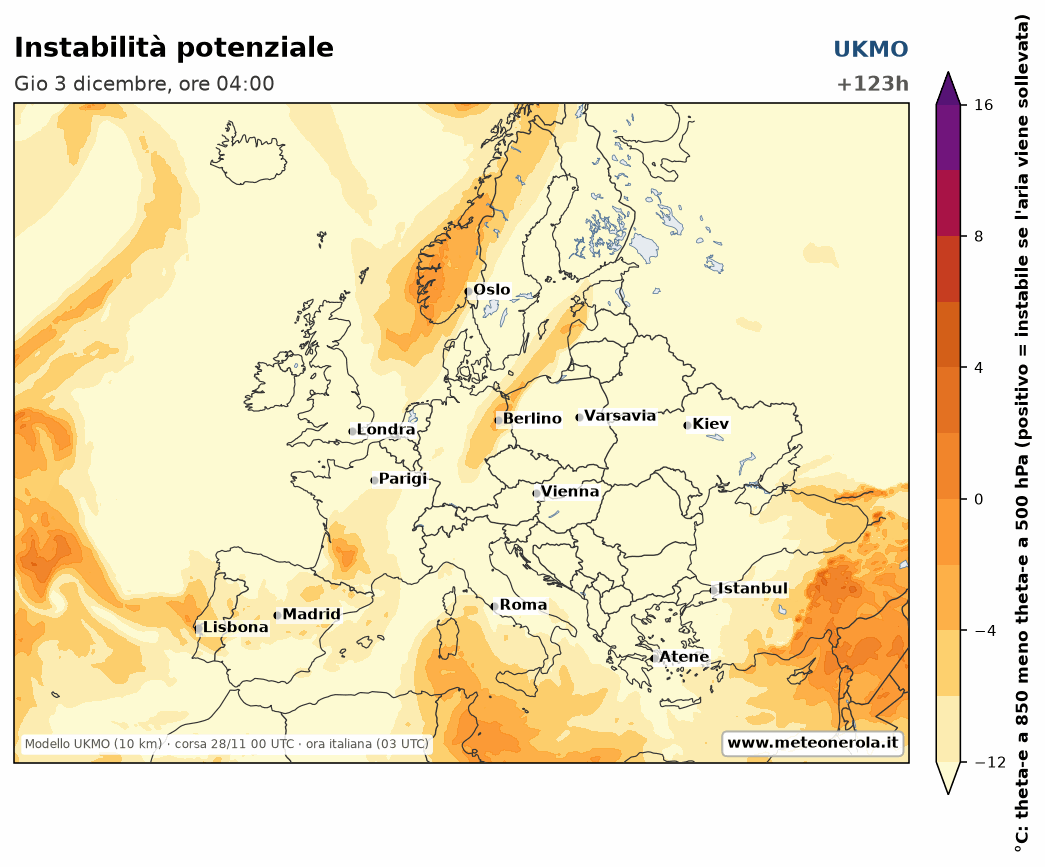 Instabilità potenziale
UKMO
Gio 3 dicembre, ore 04:00
+123h
Oslo
Berlino
Varsavia
Kiev
Londra
Parigi
Vienna
Istanbul
Roma
Madrid
Lisbona
Atene
Modello UKMO (10 km) · corsa 28/11 00 UTC · ora italiana (03 UTC)
www.meteonerola.it
16
8
4
0
−4
−12
°C: theta-e a 850 meno theta-e a 500 hPa (positivo = instabile se l'aria viene sollevata)